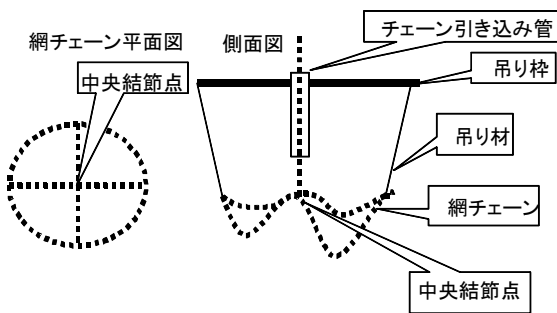 網チェーン平面図
中央結節点
側面図
チェーン引き込み管
吊り枠
吊り材
網チェーン
中央結節点